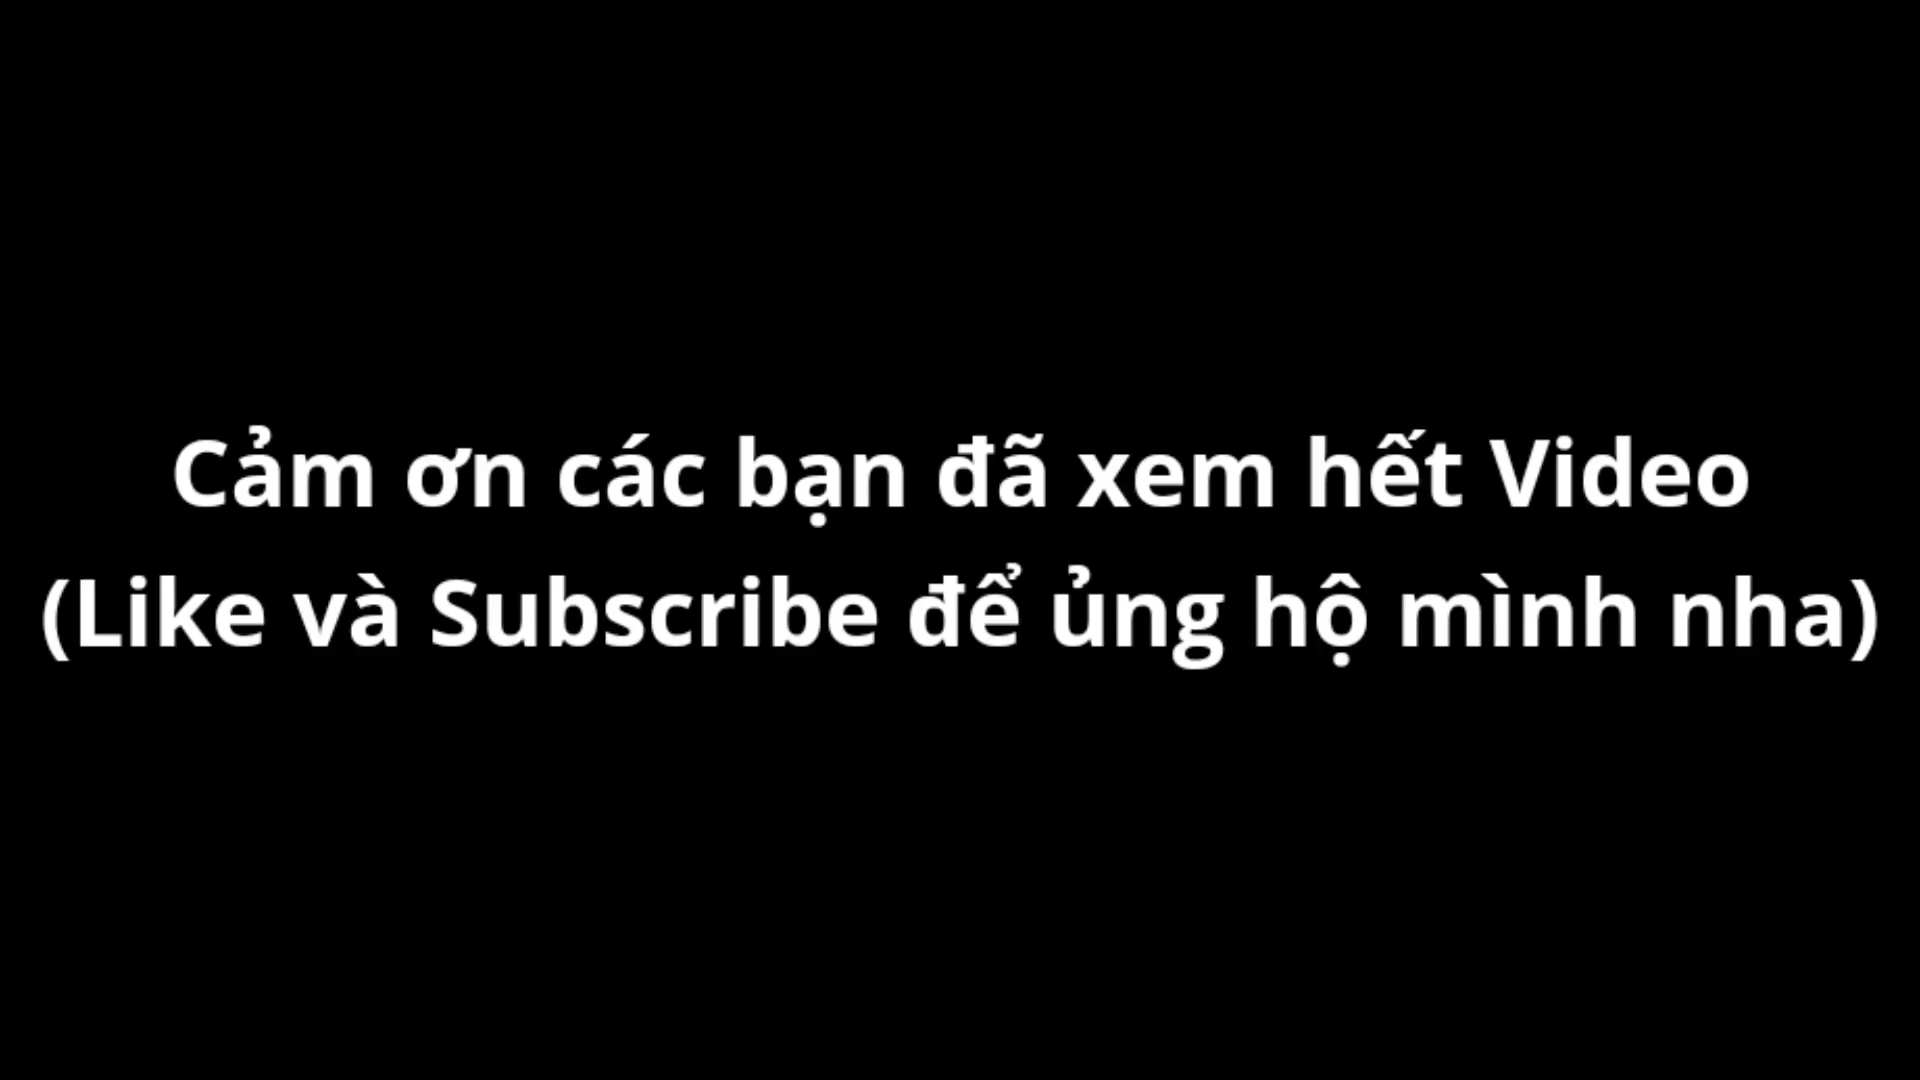 Cảm ơn các bạn đã xem hết Video
(Like và Subscribe để ủng hộ mình nha)